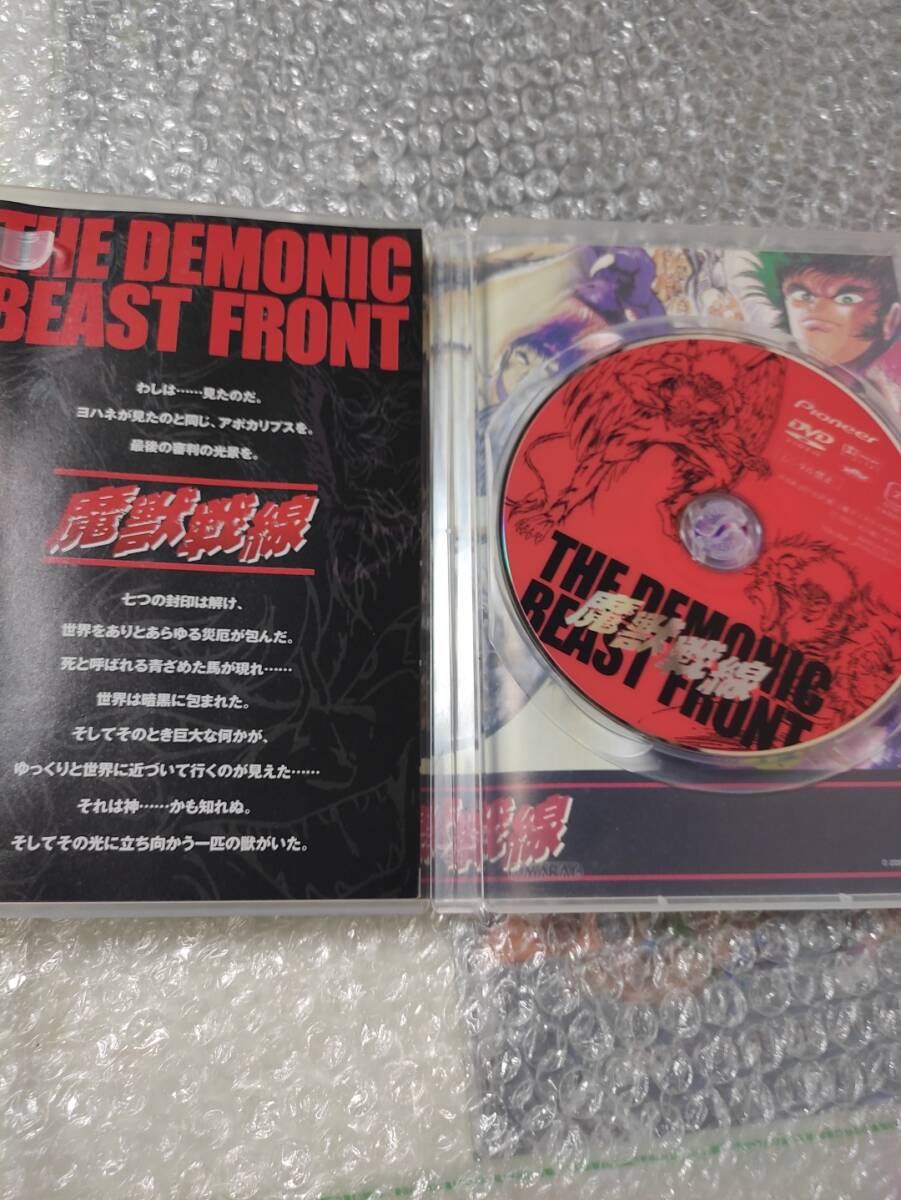 THE DEMONIC
BEAST FRONT
わしは……見たのだ。
ヨハネが見たのと同じ、アポカリプスを。
最後の審判の光景を。
魔獣戦線
七つの封印は解け、
世界をありとあらゆる災厄が包んだ。
死と呼ばれる青ざめた馬が現れ……
世界は暗黒に包まれた。
そしてそのとき巨大な何かが、
ゆっくりと世界に近づいて行くのが見えた……
それは神……かも知れぬ。
そしてその光に立ち向かう一匹の獣がいた。
Pioneer
DVD
THE DEMONIC
BEAST FRONT
魔獣戦線
獣戦線